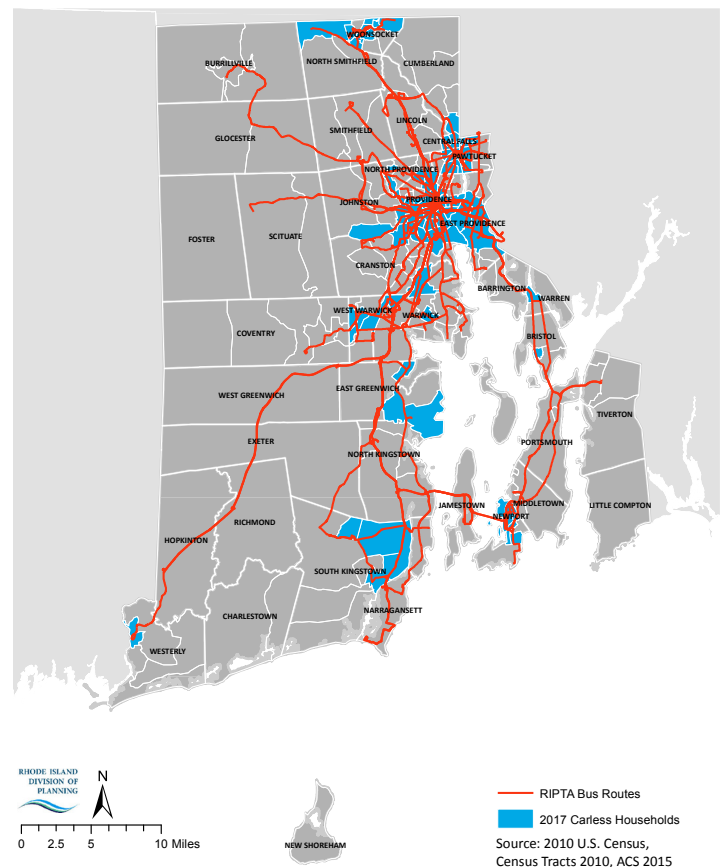 WOONSOCKET
BURRILLVILLE
NORTH SMITHFIELD
CUMBERLAND
LINCOLN
SMITHFIELD
GLOCESTER
CENTRAL FALLS
PAWTUCKET
NORTH PROVIDENCE
PROVIDENCE
JOHNSTON
EAST PROVIDENCE
FOSTER
SCITUATE
CRANSTON
BARRINGTON
WARREN
WEST WARWICK
WARWICK
COVENTRY
BRISTOL
EAST GREENWICH
WEST GREENWICH
TIVERTON
EXETER
PORTSMOUTH
NORTH KINGSTOWN
JAMESTOWN
MIDDLETOWN
LITTLE COMPTON
NEWPORT
RICHMOND
HOPKINTON
SOUTH KINGSTOWN
NARRAGANSETT
CHARLESTOWN
WESTERLY
RHODE ISLAND
DIVISION OF
PLANNING
N
0 2.5 5 10 Miles
NEW SHOREHAM
RIPTA Bus Routes
2017 Carless Households
Source: 2010 U.S. Census,
Census Tracts 2010, ACS 2015